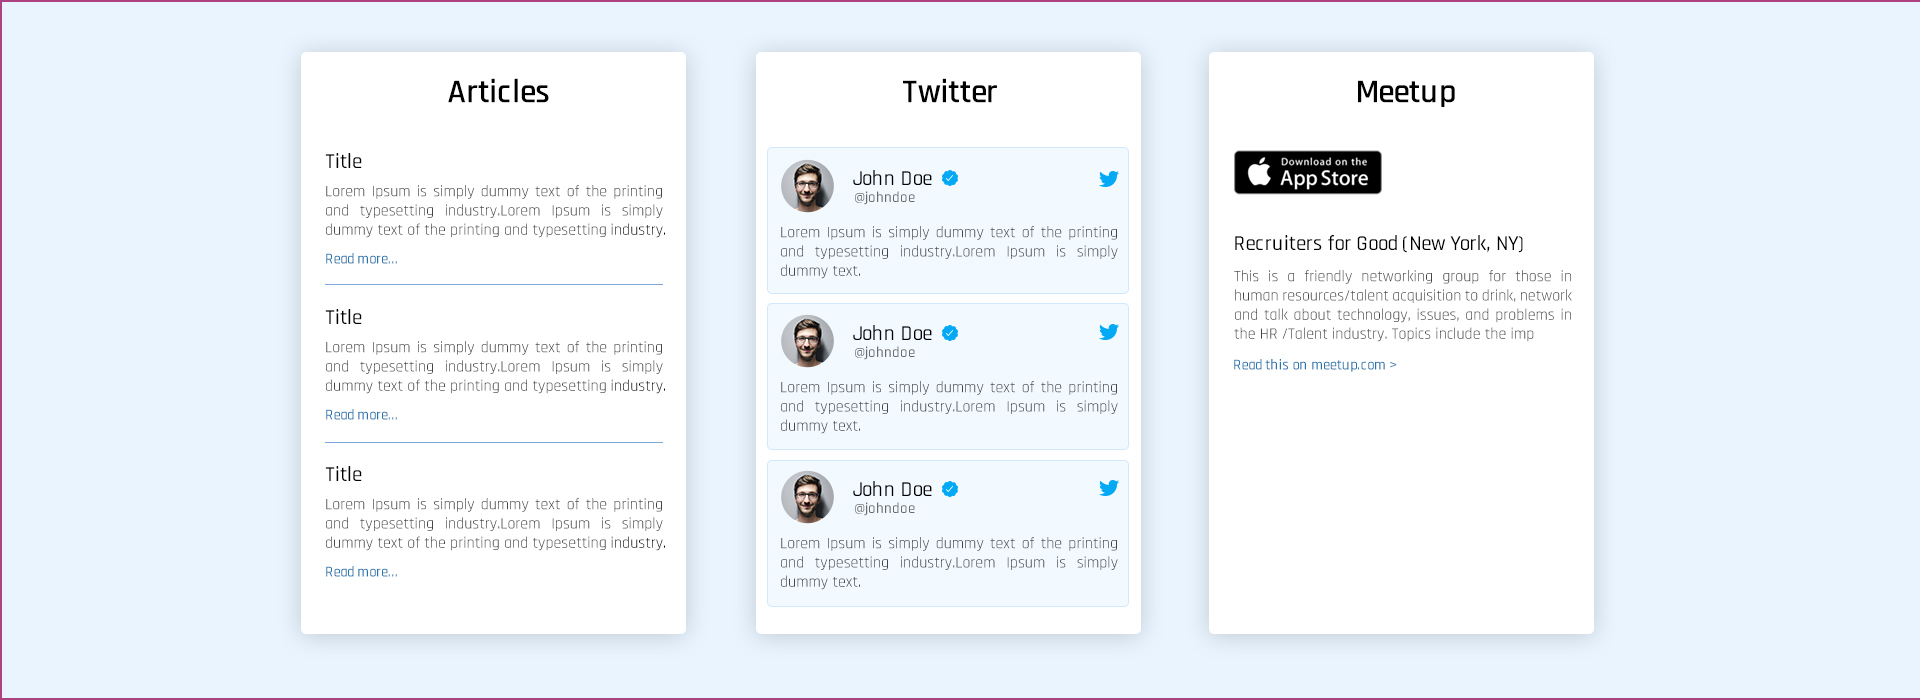 Articles
Title
Lorem Ipsum is simply dummy text of the printing
and typesetting industry.Lorem Ipsum is simply
dummy text of the printing and typesetting industry.
Read more...
Title
Lorem Ipsum is simply dummy text of the printing
and typesetting industry.Lorem Ipsum is simply
dummy text of the printing and typesetting industry.
Read more...
Title
Lorem Ipsum is simply dummy text of the printing
and typesetting industry.Lorem Ipsum is simply
dummy text of the printing and typesetting industry.
Read more...
Twitter
John Doe
@johndoe
Lorem Ipsum is simply dummy text of the printing
and typesetting industry.Lorem Ipsum is simply
dummy text.
John Doe
@johndoe
Lorem Ipsum is simply dummy text of the printing
and typesetting industry.Lorem Ipsum is simply
dummy text.
John Doe
@johndoe
Lorem Ipsum is simply dummy text of the printing
and typesetting industry.Lorem Ipsum is simply
dummy text.
Meetup
Download on the
App Store
Recruiters for Good (New York, NY)
This is a friendly networking group for those in
human resources/talent acquisition to drink, network
and talk about technology, issues, and problems in
the HR /Talent industry. Topics include the imp
Read this on meetup.com >